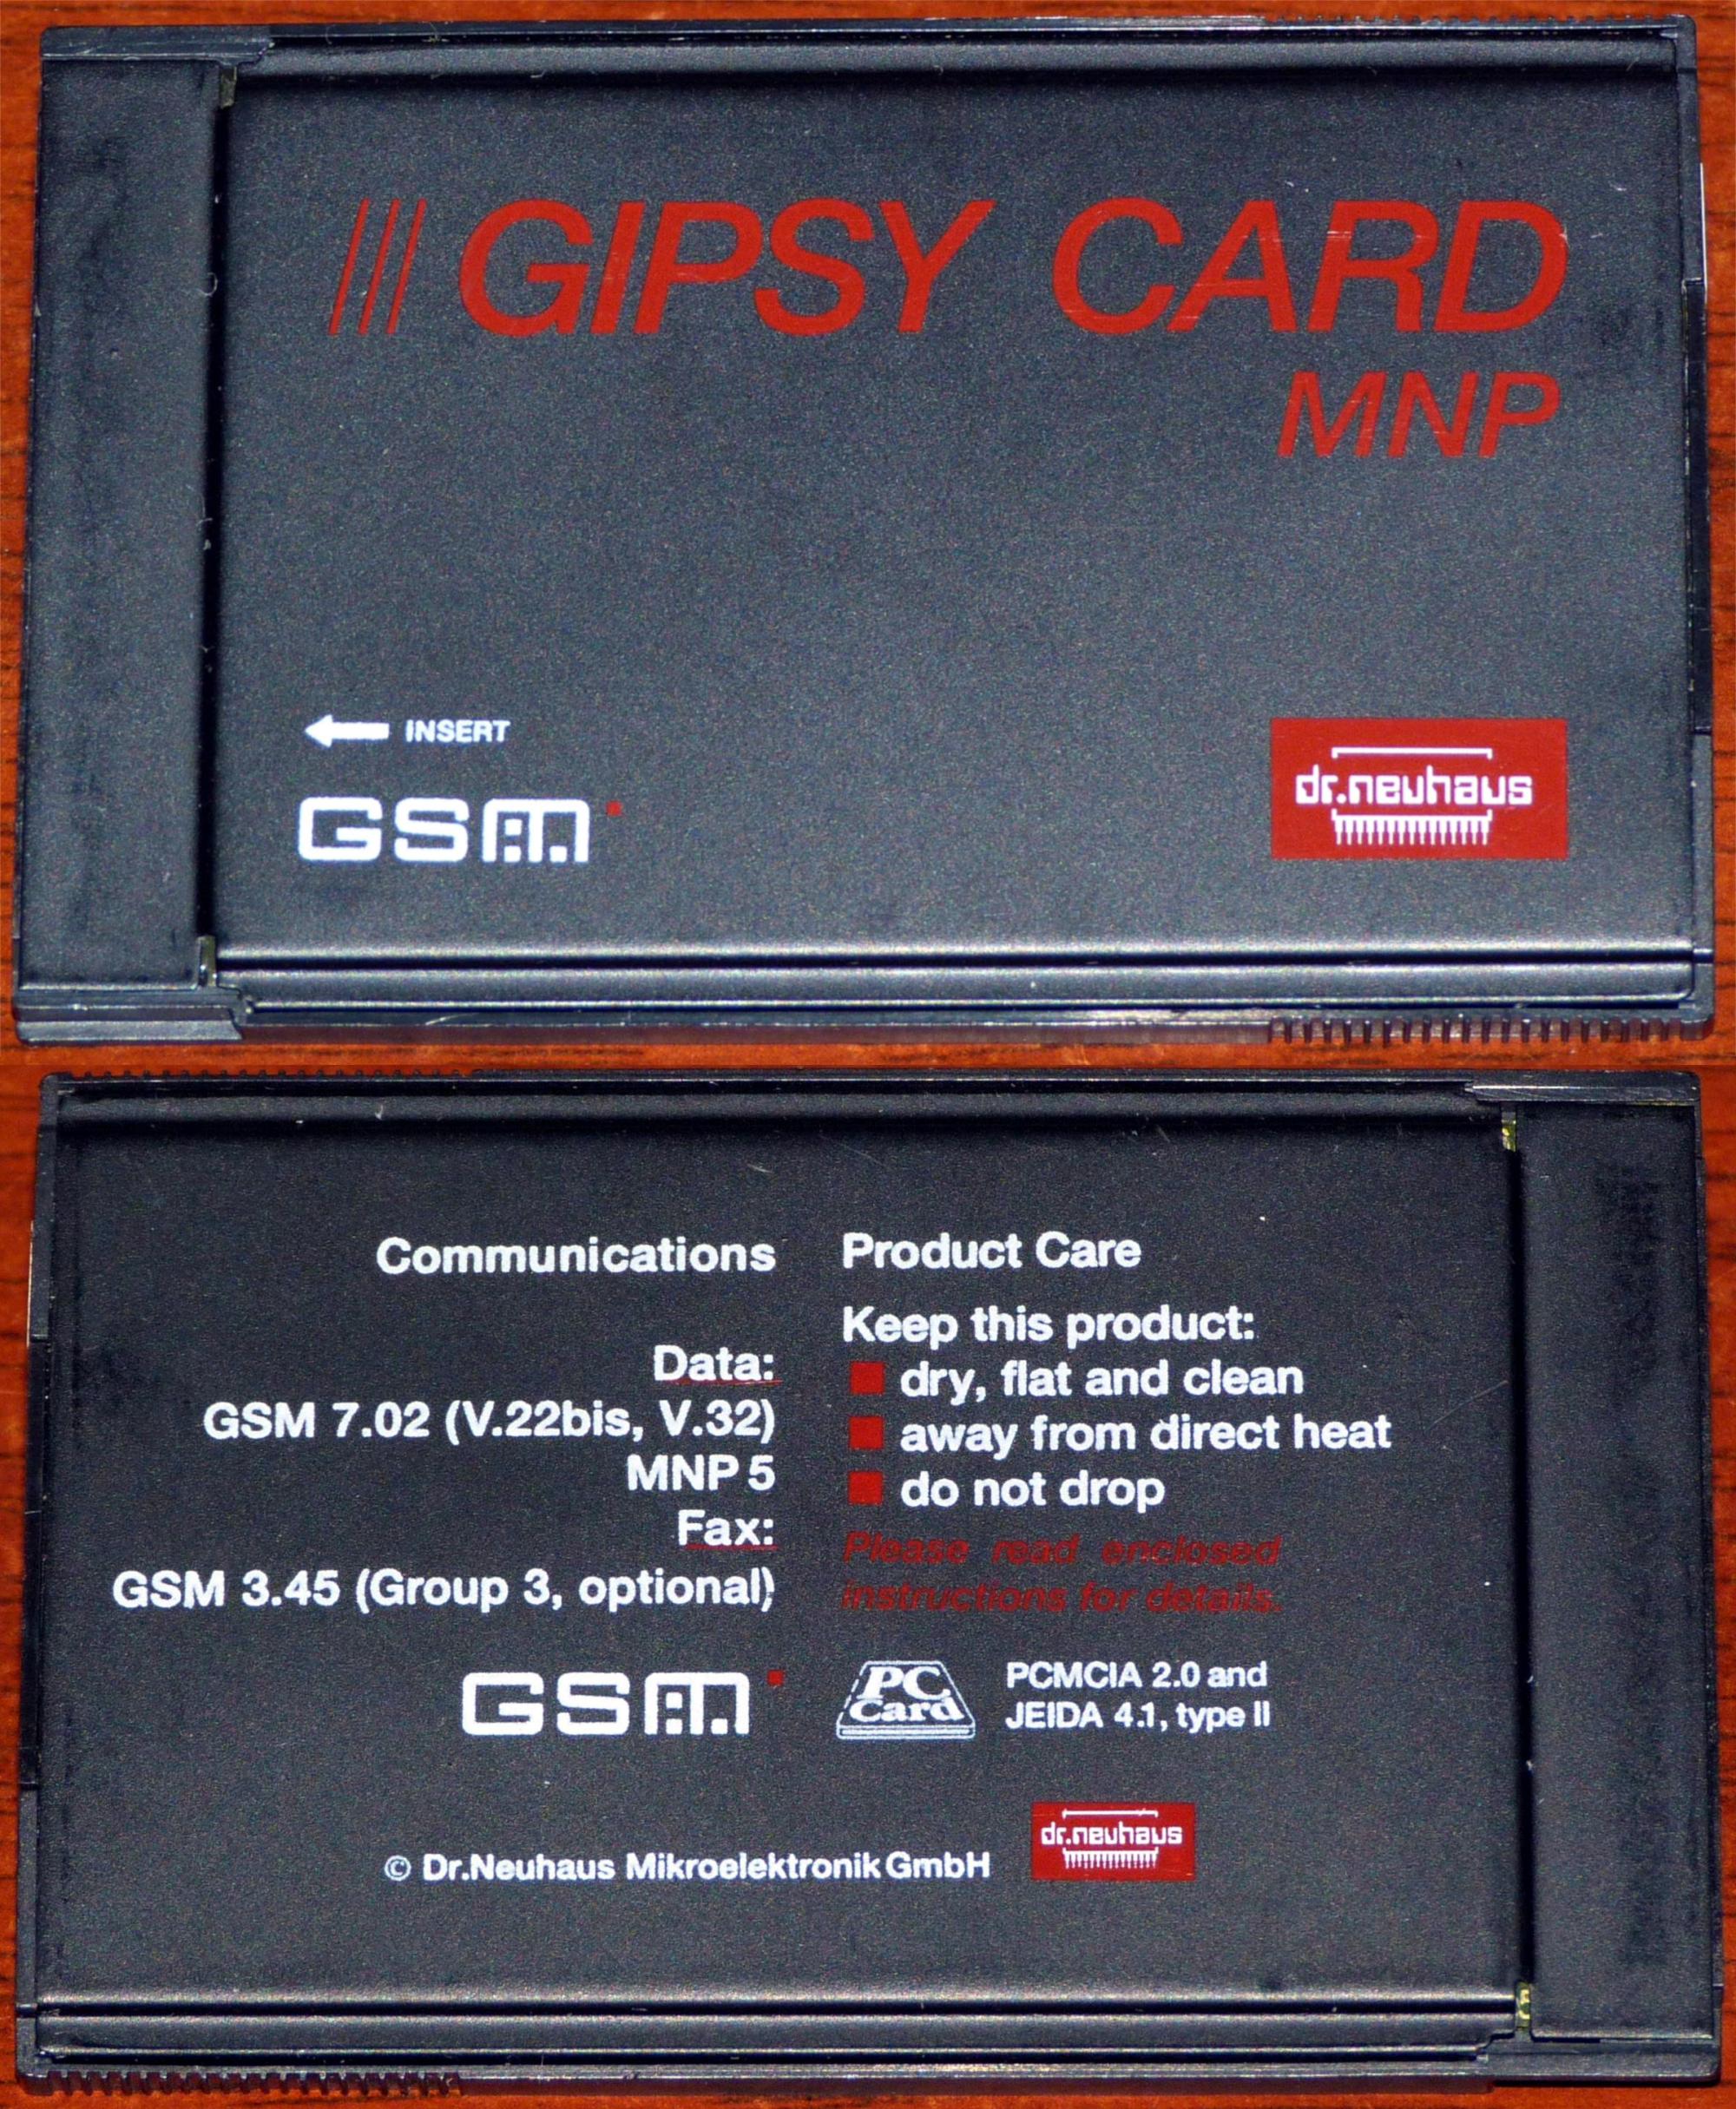 GIPSY CARD
MNP
INSERT
GSM
dr.neuhaus
Communications
Data:
GSM 7.02 (V.22bis, V.32)
MNP 5
Fax:
GSM 3.45 (Group 3, optional)
GSM
Product Care
Keep this product:
dry, flat and clean
away from direct heat
do not drop
Please read enclosed
instructions for details.
PC
Card
PCMCIA 2.0 and
JEIDA 4.1, type II
© Dr.Neuhaus Mikroelektronik GmbH
dr.neuhaus